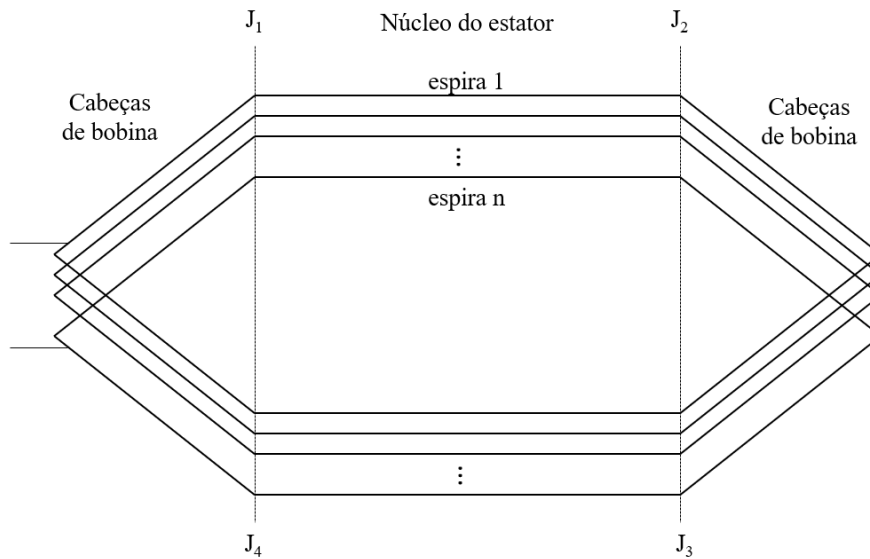 J₁
Núcleo do estator
J₂
espira 1
Cabeças
de bobina
Cabeças
de bobina
⋮
espira n
⋮
J₄
J₃